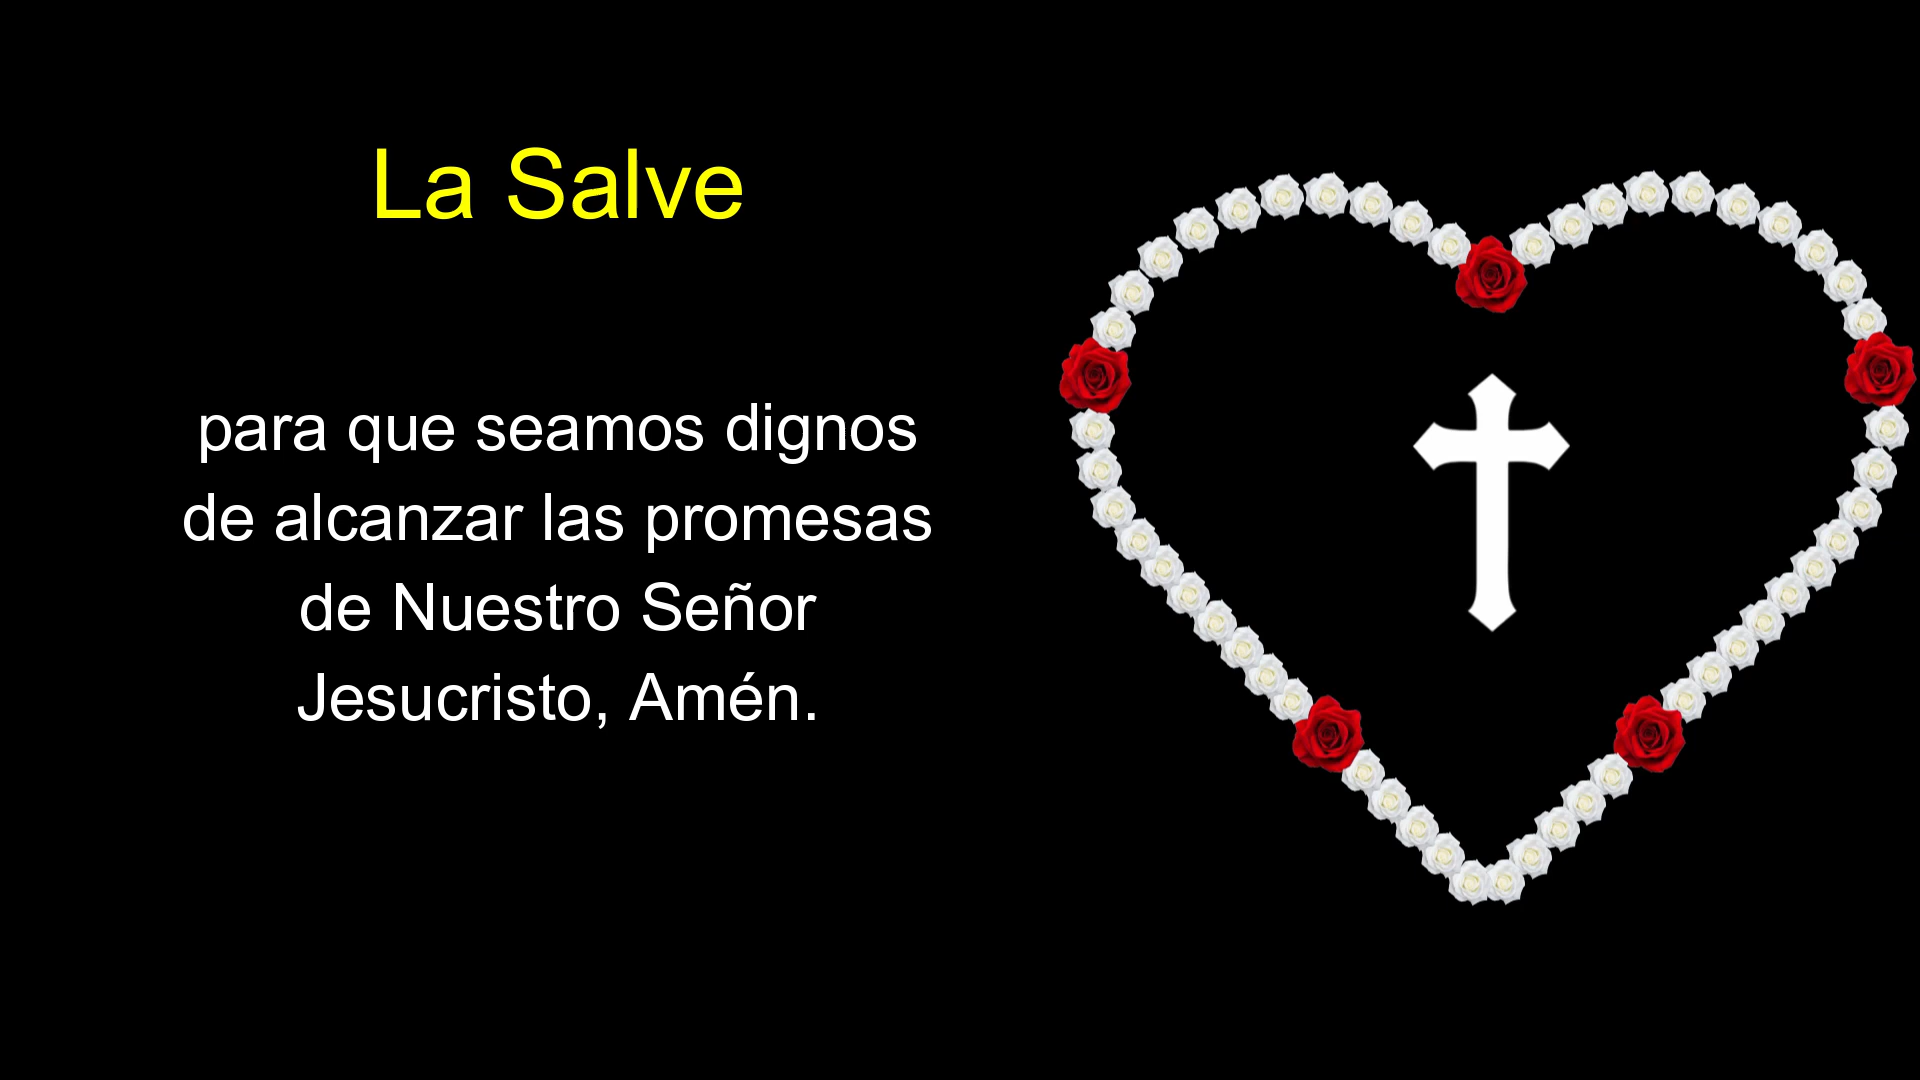 La Salve
para que seamos dignos
de alcanzar las promesas
de Nuestro Señor
Jesucristo, Amén.